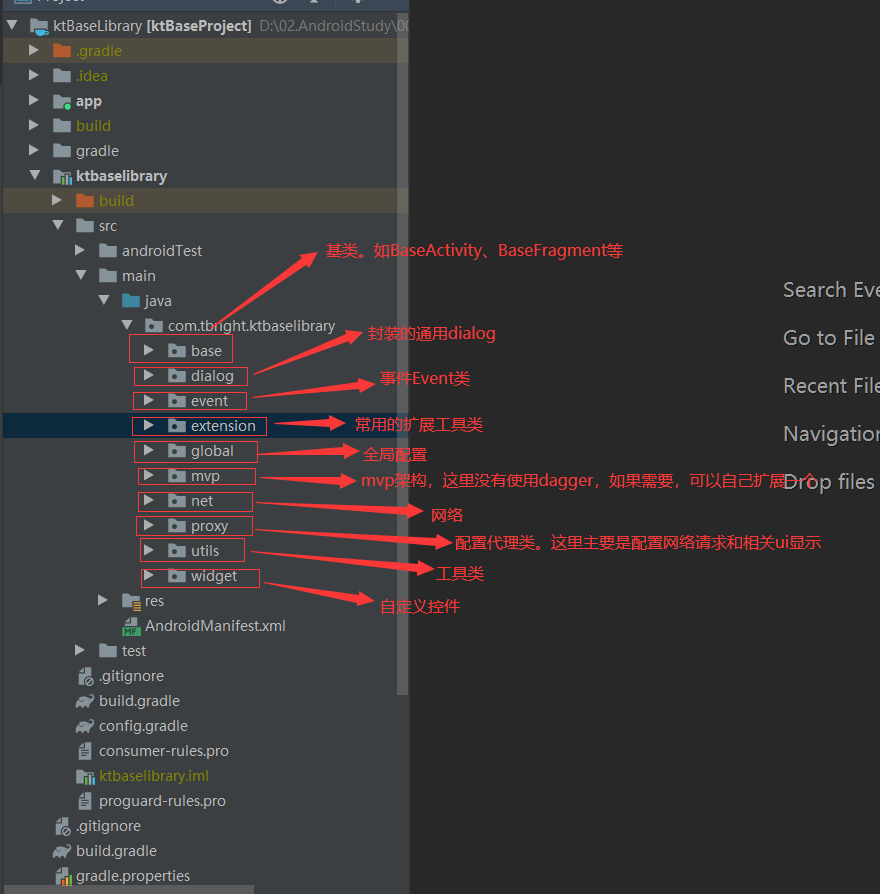 ktBaseLibrary [ktBaseProject] D:\02.AndroidStudy\00
.gradle
.idea
app
build
gradle
ktbaselibrary
build
src
androidTest
基类。如BaseActivity、BaseFragment等
main
Search Eve
java
com.tbright.ktbaselibrary
封装的通用dialog
Go to File
base
dialog
事件Event类
Recent File
event
extension
常用的扩展工具类
Navigation
global
全局配置
mvp
mvp架构，这里没有使用dagger，如果需要，可以自己扩展一个
Drop files
net
网络
proxy
配置代理类。这里主要是配置网络请求和相关ui显示
utils
工具类
widget
自定义控件
res
AndroidManifest.xml
test
.gitignore
build.gradle
config.gradle
consumer-rules.pro
ktbaselibrary.iml
proguard-rules.pro
.gitignore
build.gradle
gradle.properties